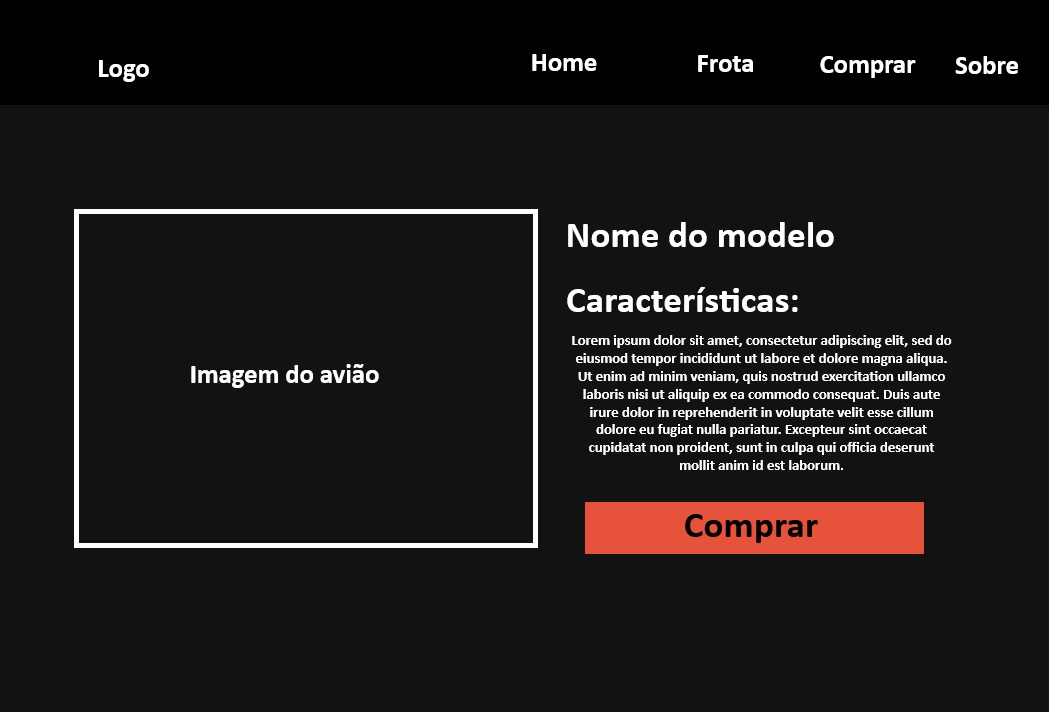 Logo
Home
Frota
Comprar
Sobre
Imagem do avião
Nome do modelo
Características:
Lorem ipsum dolor sit amet, consectetur adipiscing elit, sed do
eiusmod tempor incididunt ut labore et dolore magna aliqua.
Ut enim ad minim veniam, quis nostrud exercitation ullamco
laboris nisi ut aliquip ex ea commodo consequat. Duis aute
irure dolor in reprehenderit in voluptate velit esse cillum
dolore eu fugiat nulla pariatur. Excepteur sint occaecat
cupidatat non proident, sunt in culpa qui officia deserunt
mollit anim id est laborum.
Comprar